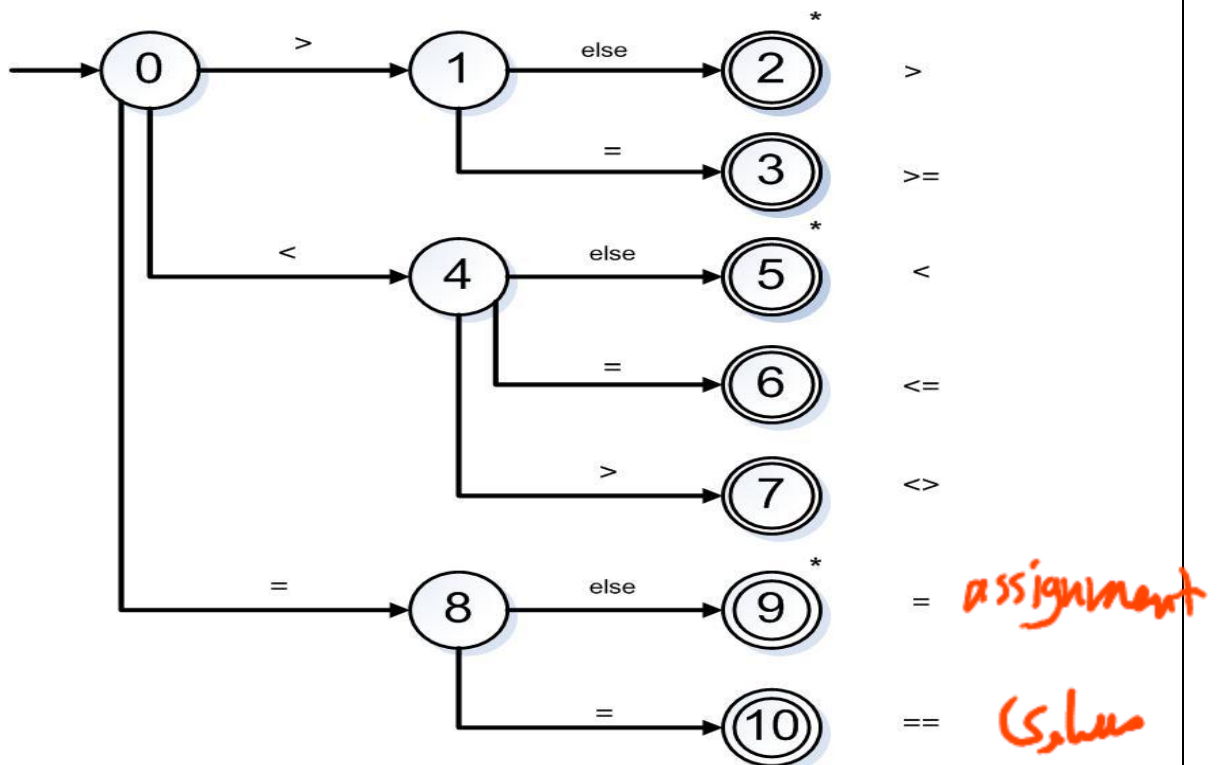 *
0 > 1 else 2 >
= 3 >=
*
< 4 else 5 <
= 6 <=
> 7 <>
*
= 8 else 9 = assignment
= 10 ==